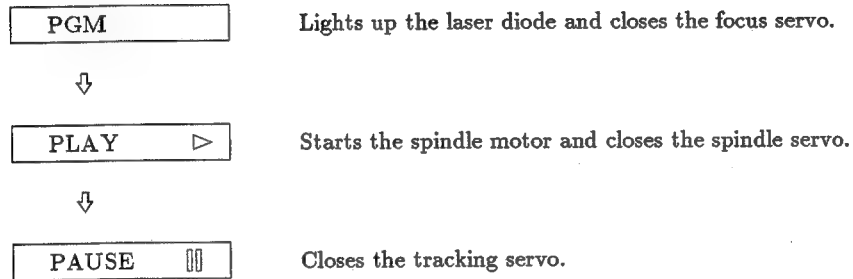 PGM Lights up the laser diode and closes the focus servo.
PLAY ▷ Starts the spindle motor and closes the spindle servo.
PAUSE Closes the tracking servo.